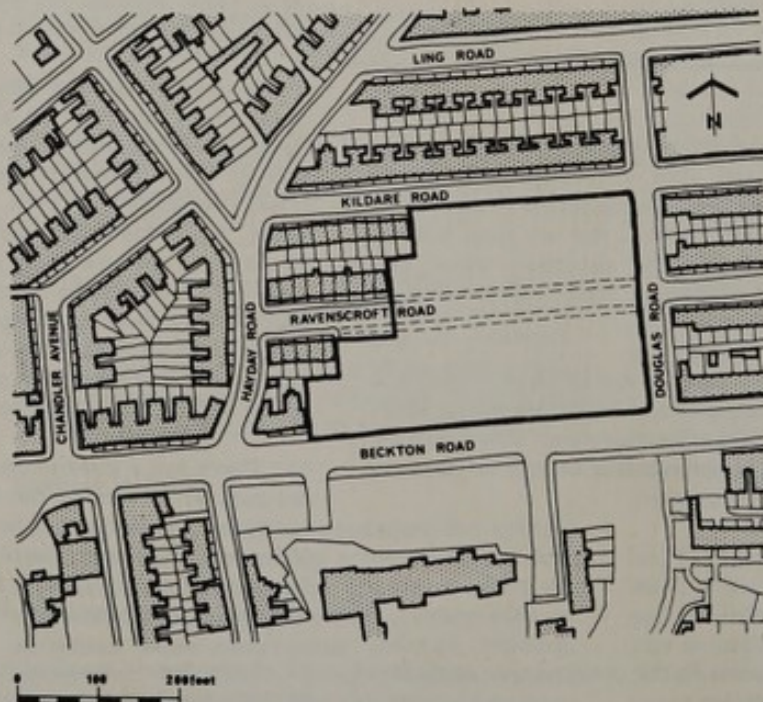 LING ROAD
N
KILDARE ROAD
RAVENSCROFT ROAD
HAYDAY ROAD
CHANDLER AVENUE
DOUGLAS ROAD
BECKTON ROAD
0 100 200feet